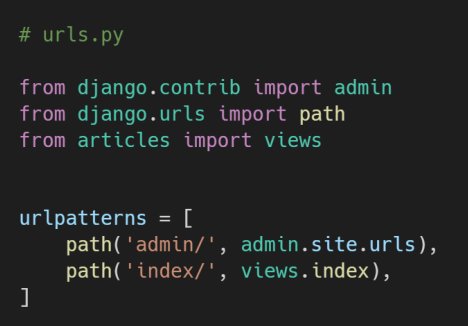 # urls.py
from django.contrib import admin
from django.urls import path
from articles import views
urlpatterns = [
    path('admin/', admin.site.urls),
    path('index/', views.index),
]